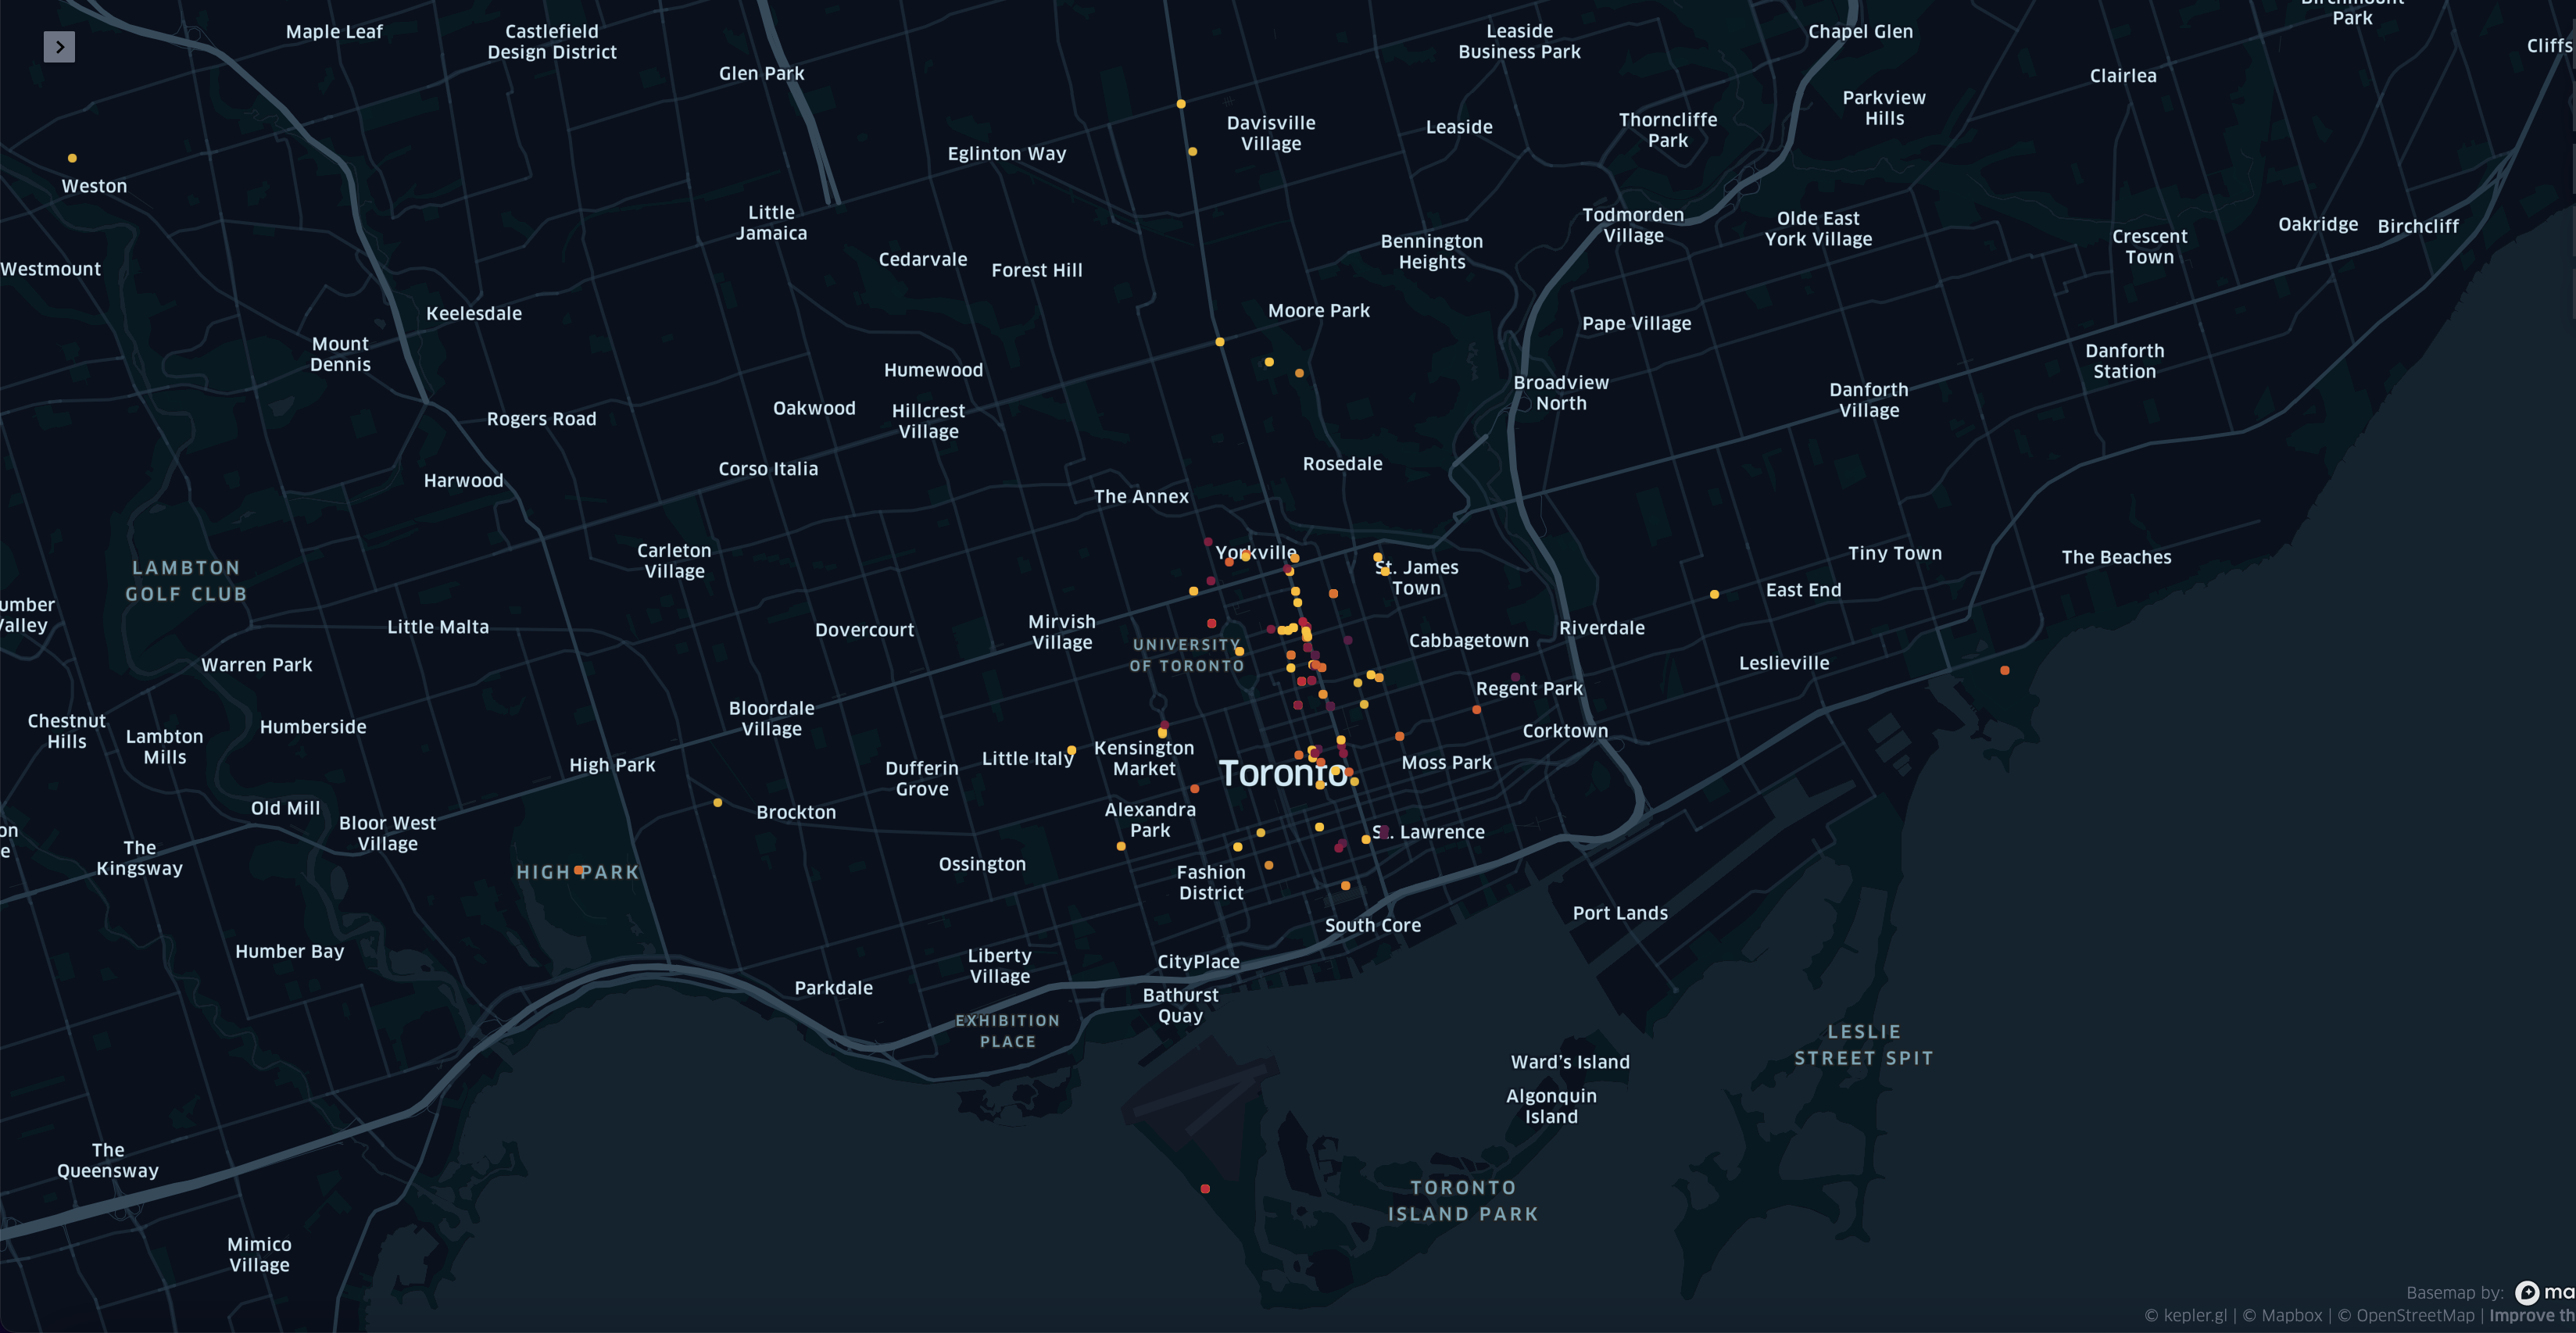 Birchmount
Park
Maple Leaf
Castlefield
Design District
Leaside
Business Park
Chapel Glen
Cliffs
Glen Park
Clairlea
Parkview
Hills
Davisville
Village
Leaside
Thorncliffe
Park
Eglinton Way
Weston
Little
Jamaica
Todmorden
Village
Olde East
York Village
Oakridge
Birchcliff
Crescent
Town
Bennington
Heights
Cedarvale
Forest Hill
Westmount
Keelesdale
Moore Park
Pape Village
Mount
Dennis
Danforth
Station
Humewood
Broadview
North
Danforth
Village
Oakwood
Hillcrest
Village
Rogers Road
Corso Italia
Rosedale
Harwood
The Annex
Carleton
Village
Yorkville
St. James
Town
Tiny Town
The Beaches
LAMBTON
GOLF CLUB
East End
umber
Valley
Little Malta
Dovercourt
Mirvish
Village
UNIVERSITY
OF TORONTO
Cabbagetown
Riverdale
Warren Park
Leslieville
Regent Park
Chestnut
Hills
Lambton
Mills
Humberside
Bloordale
Village
Corktown
High Park
Little Italy
Kensington
Market
Toronto
Moss Park
Dufferin
Grove
Old Mill
Bloor West
Village
Brockton
Alexandra
Park
St. Lawrence
on
e
The
Kingsway
HIGH PARK
Ossington
Fashion
District
South Core
Port Lands
Humber Bay
Liberty
Village
CityPlace
Parkdale
Bathurst
Quay
EXHIBITION
PLACE
LESLIE
STREET SPIT
Ward's Island
Algonquin
Island
The
Queensway
TORONTO
ISLAND PARK
Mimico
Village
Basemap by: ma
© kepler.gl | © Mapbox | © OpenStreetMap | Improve th